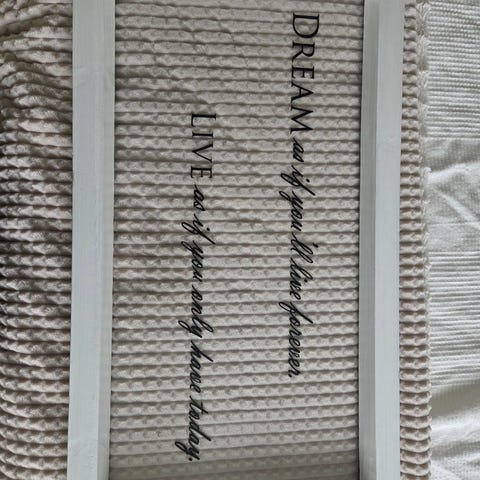 DREAM as if you'll live forever.
LIVE as if you only have today.